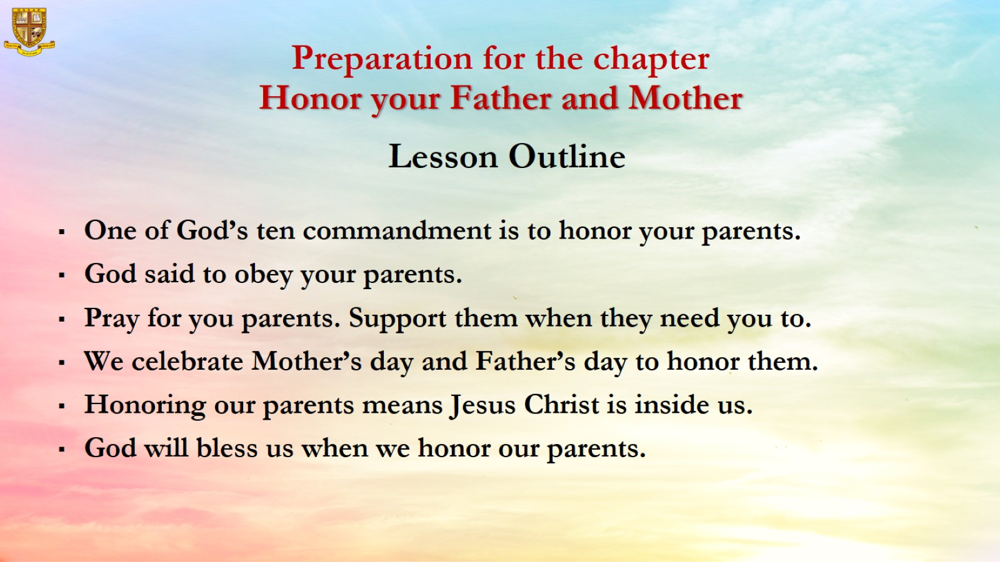 Preparation for the chapter
Honor your Father and Mother
Lesson Outline
▪ One of God’s ten commandment is to honor your parents.
▪ God said to obey your parents.
▪ Pray for you parents. Support them when they need you to.
▪ We celebrate Mother’s day and Father’s day to honor them.
▪ Honoring our parents means Jesus Christ is inside us.
▪ God will bless us when we honor our parents.